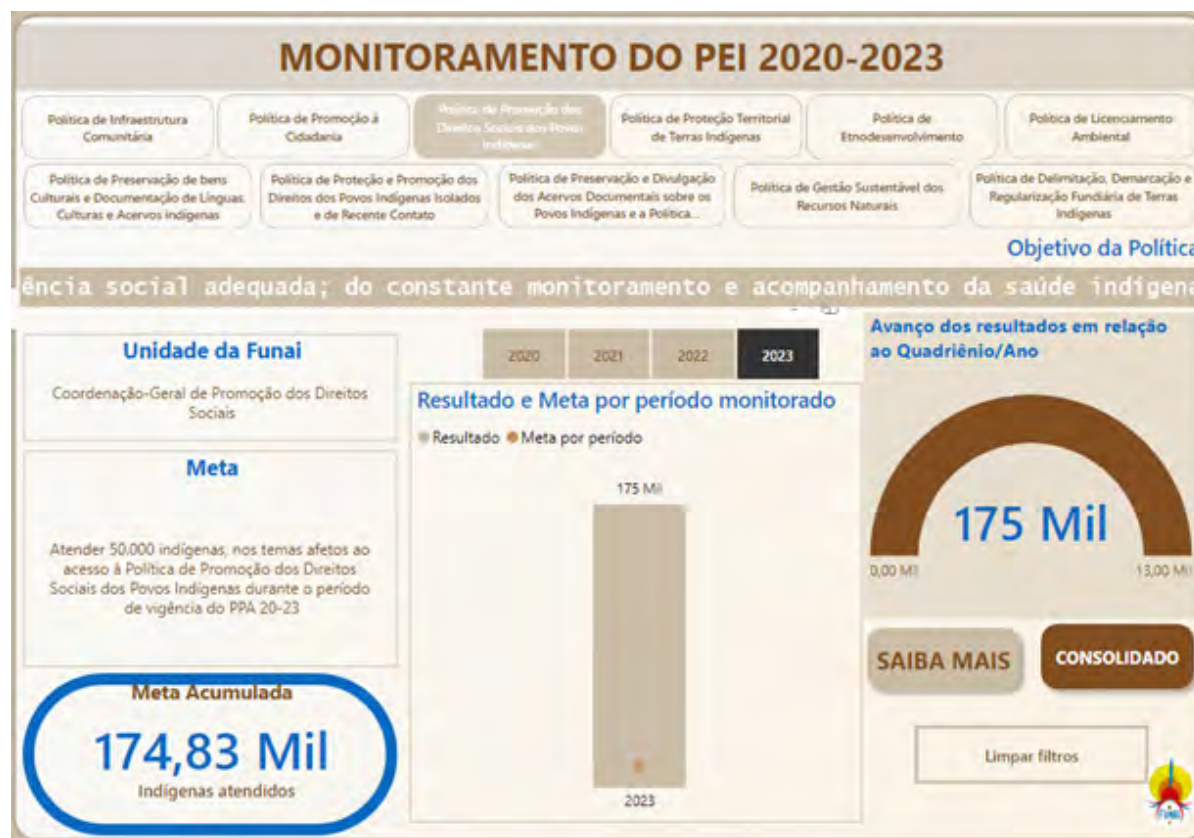 MONITORAMENTO DO PEI 2020-2023
Política de Infraestrutura
Comunitária
Política de Promoção à
Cidadania
Política de Promoção dos
Direitos Sociais dos Povos
Indígenas
Política de Proteção Territorial
de Terras Indígenas
Política de
Etnodesenvolvimento
Política de Licenciamento
Ambiental
Política de Preservação de bens
Culturais e Documentação de Línguas,
Culturas e Acervos indígenas
Política de Proteção e Promoção dos
Direitos dos Povos Indígenas Isolados
e de Recente Contato
Política de Preservação e Divulgação
dos Acervos Documentais sobre os
Povos Indígenas e a Política...
Política de Gestão Sustentável dos
Recursos Naturais
Política de Delimitação, Demarcação e
Regularização Fundiária de Terras
Indígenas
Objetivo da Política
ência social adequada; do constante monitoramento e acompanhamento da saúde indígena
Unidade da Funai
Coordenação-Geral de Promoção dos Direitos
Sociais
Meta
Atender 50.000 indígenas, nos temas afetos ao
acesso à Política de Promoção dos Direitos
Sociais dos Povos Indígenas durante o período
de vigência do PPA 20-23
Meta Acumulada
174,83 Mil
Indígenas atendidos
2020
2021
2022
2023
Resultado e Meta por período monitorado
Resultado
Meta por período
175 Mil
2023
Avanço dos resultados em relação
ao Quadriênio/Ano
175 Mil
0,00 Mil
13,00 Mil
SAIBA MAIS
CONSOLIDADO
Limpar filtros